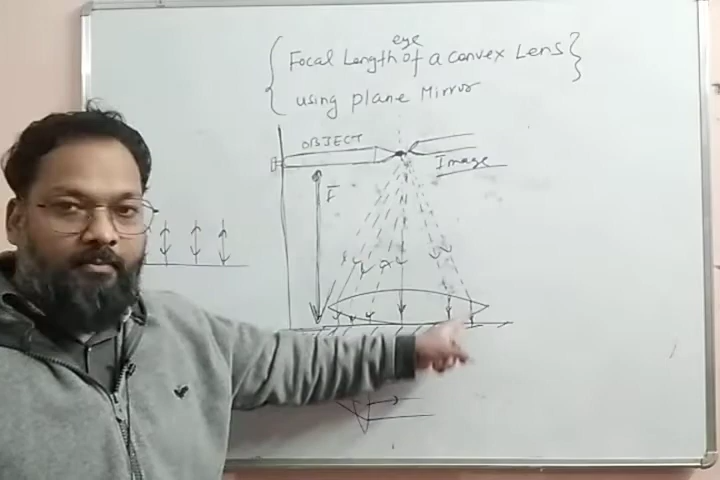 eye
Focal Length of a convex Lens
using plane Mirror
OBJECT
Image
F